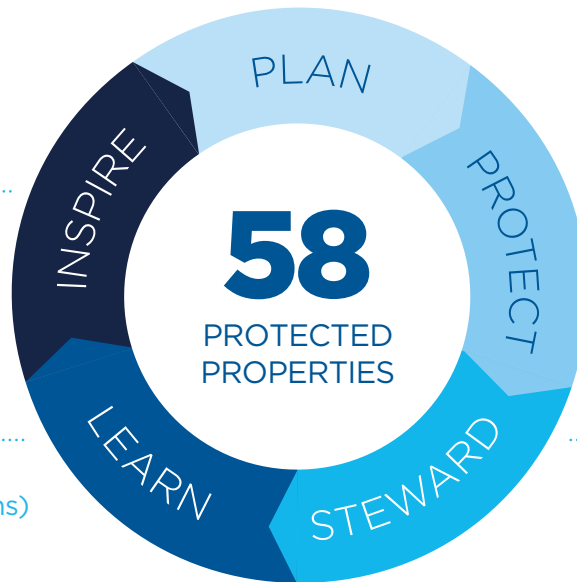 PLAN
PROTECT
STEWARD
LEARN
INSPIRE
58
PROTECTED
PROPERTIES